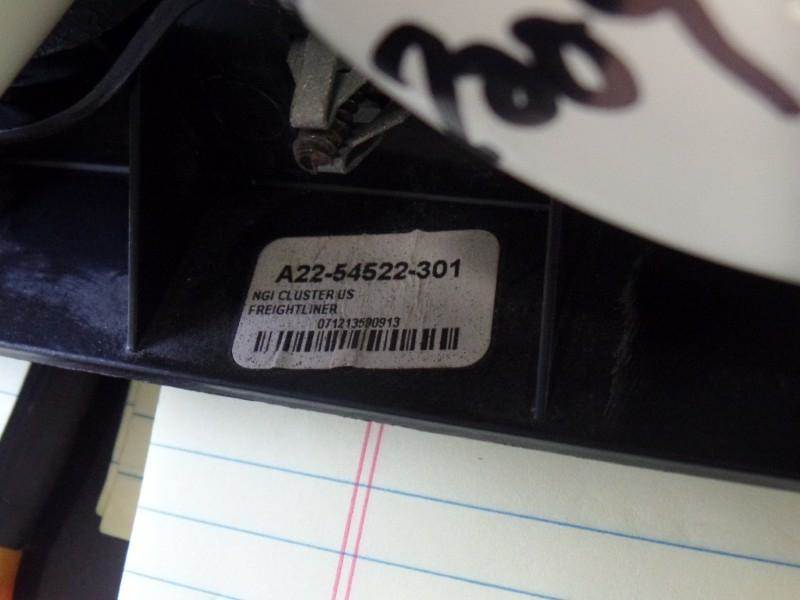 A22-54522-301
NGI CLUSTER US
FREIGHTLINER
071213590913